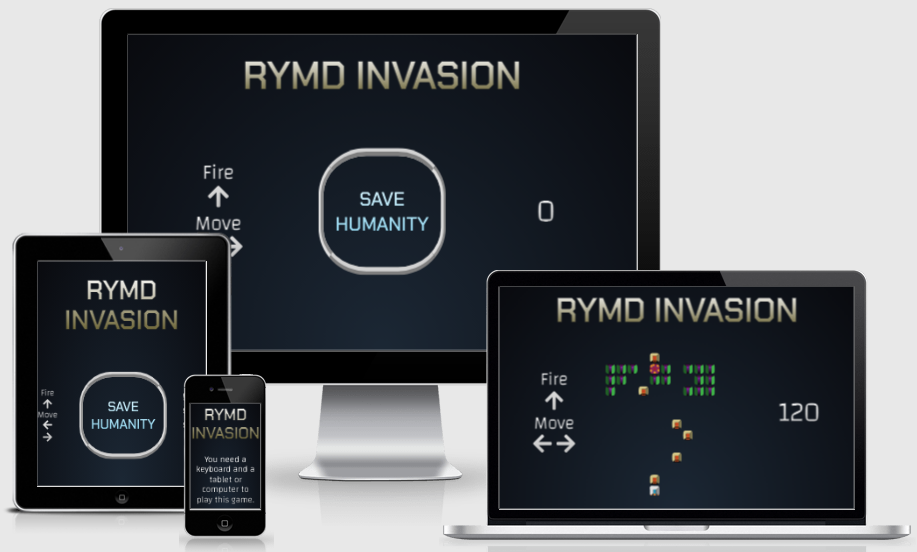 RYMD INVASION
Fire
Move
SAVE
HUMANITY
0
RYMD
INVASION
Fire
Move
SAVE
HUMANITY
RYMD
INVASION
You need a
keyboard and a
tablet or
computer to
play this game.
RYMD INVASION
Fire
Move
120